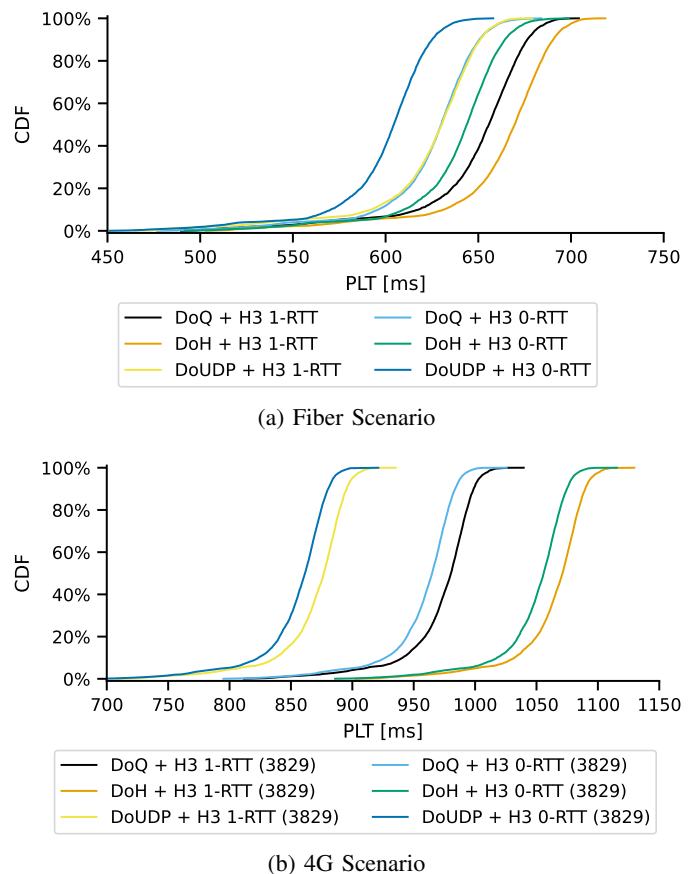 100%
80%
60%
40%
20%
0%
CDF
450 500 550 600 650 700 750
PLT [ms]
DoQ + H3 1-RTT DoQ + H3 0-RTT
DoH + H3 1-RTT DoH + H3 0-RTT
DoUDP + H3 1-RTT DoUDP + H3 0-RTT
(a) Fiber Scenario
100%
80%
60%
40%
20%
0%
CDF
700 750 800 850 900 950 1000 1050 1100 1150
PLT [ms]
DoQ + H3 1-RTT (3829) DoQ + H3 0-RTT (3829)
DoH + H3 1-RTT (3829) DoH + H3 0-RTT (3829)
DoUDP + H3 1-RTT (3829) DoUDP + H3 0-RTT (3829)
(b) 4G Scenario